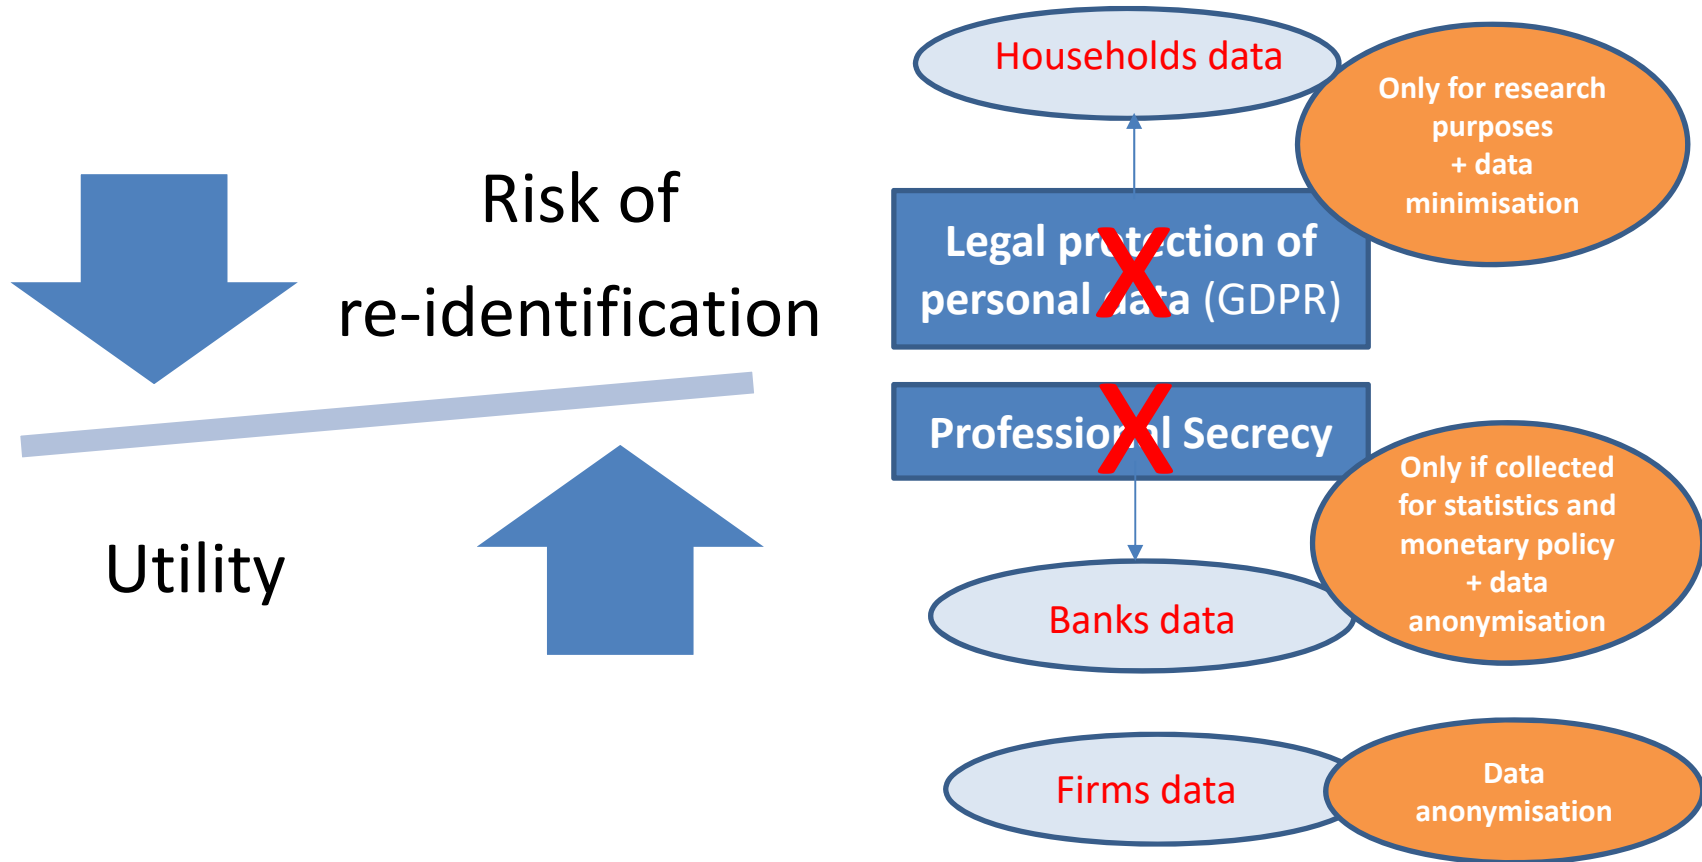 Risk of
re-identification
Utility
Households data
Only for research
purposes
+ data
minimisation
Legal protection of
personal data (GDPR)
X
Professional Secrecy
X
Only if collected
for statistics and
monetary policy
+ data
anonymisation
Banks data
Firms data
Data
anonymisation